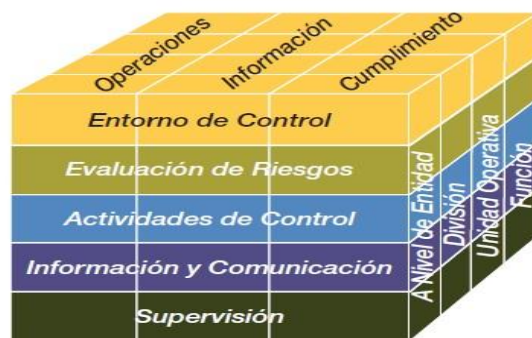 Operaciones
Información
Cumplimiento
Entorno de Control
Evaluación de Riesgos
Actividades de Control
Información y Comunicación
Supervisión
A Nivel de Entidad
División
Unidad Operativa
Función